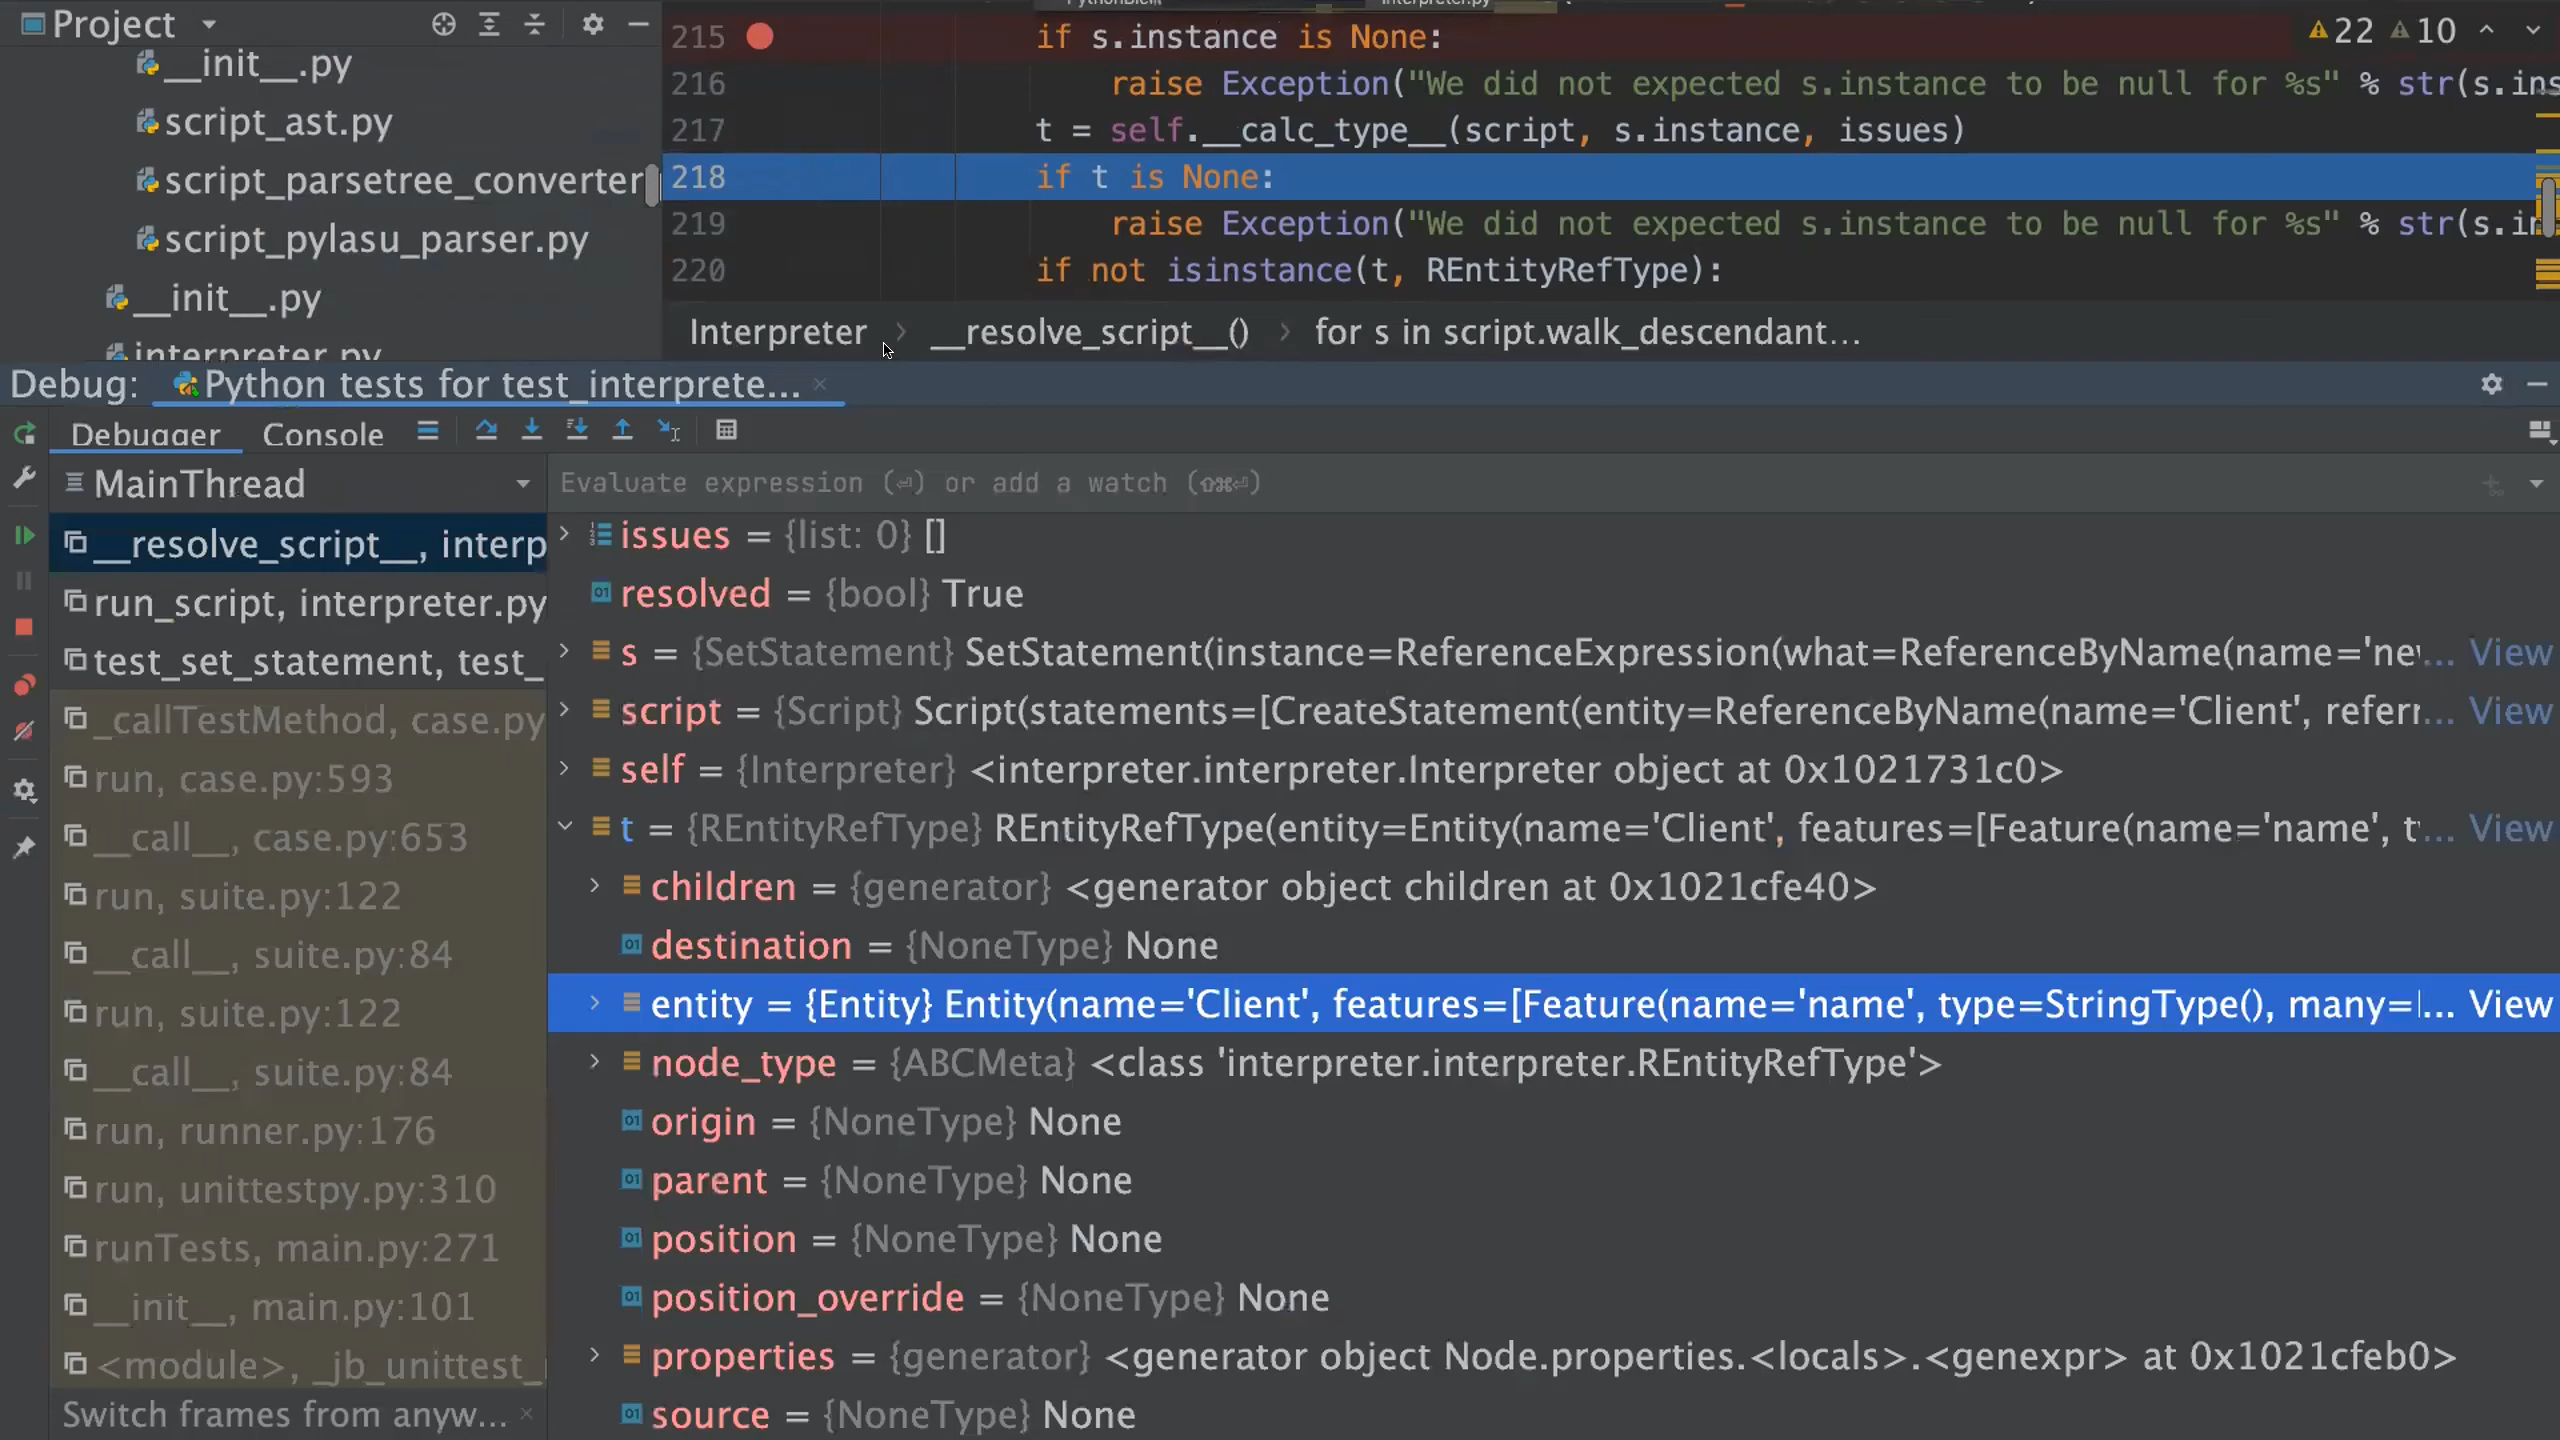 Project
__init__.py
script_ast.py
script_parsetree_converter
script_pylasu_parser.py
__init__.py
interpreter.py
22 10
215 if s.instance is None:
216 raise Exception("We did not expected s.instance to be null for %s" % str(s.ins
217 t = self.__calc_type__(script, s.instance, issues)
218 if t is None:
219 raise Exception("We did not expected s.instance to be null for %s" % str(s.in
220 if not isinstance(t, REntityRefType):
Interpreter › __resolve_script__() › for s in script.walk_descendant...
Debug: Python tests for test_interprete... ×
Debugger Console
MainThread
__resolve_script__, interp
run_script, interpreter.py
test_set_statement, test_
_callTestMethod, case.py
run, case.py:593
__call__, case.py:653
run, suite.py:122
__call__, suite.py:84
run, suite.py:122
__call__, suite.py:84
run, runner.py:176
run, unittestpy.py:310
runTests, main.py:271
__init__, main.py:101
<module>, _jb_unittest_
Switch frames from anyw... ×
Evaluate expression (⏎) or add a watch (⇧⌘⏎)
issues = {list: 0} []
resolved = {bool} True
s = {SetStatement} SetStatement(instance=ReferenceExpression(what=ReferenceByName(name='ne... View
script = {Script} Script(statements=[CreateStatement(entity=ReferenceByName(name='Client', referr... View
self = {Interpreter} <interpreter.interpreter.Interpreter object at 0x1021731c0>
t = {REntityRefType} REntityRefType(entity=Entity(name='Client', features=[Feature(name='name', t... View
children = {generator} <generator object children at 0x1021cfe40>
destination = {NoneType} None
entity = {Entity} Entity(name='Client', features=[Feature(name='name', type=StringType(), many=... View
node_type = {ABCMeta} <class 'interpreter.interpreter.REntityRefType'>
origin = {NoneType} None
parent = {NoneType} None
position = {NoneType} None
position_override = {NoneType} None
properties = {generator} <generator object Node.properties.<locals>.<genexpr> at 0x1021cfeb0>
source = {NoneType} None